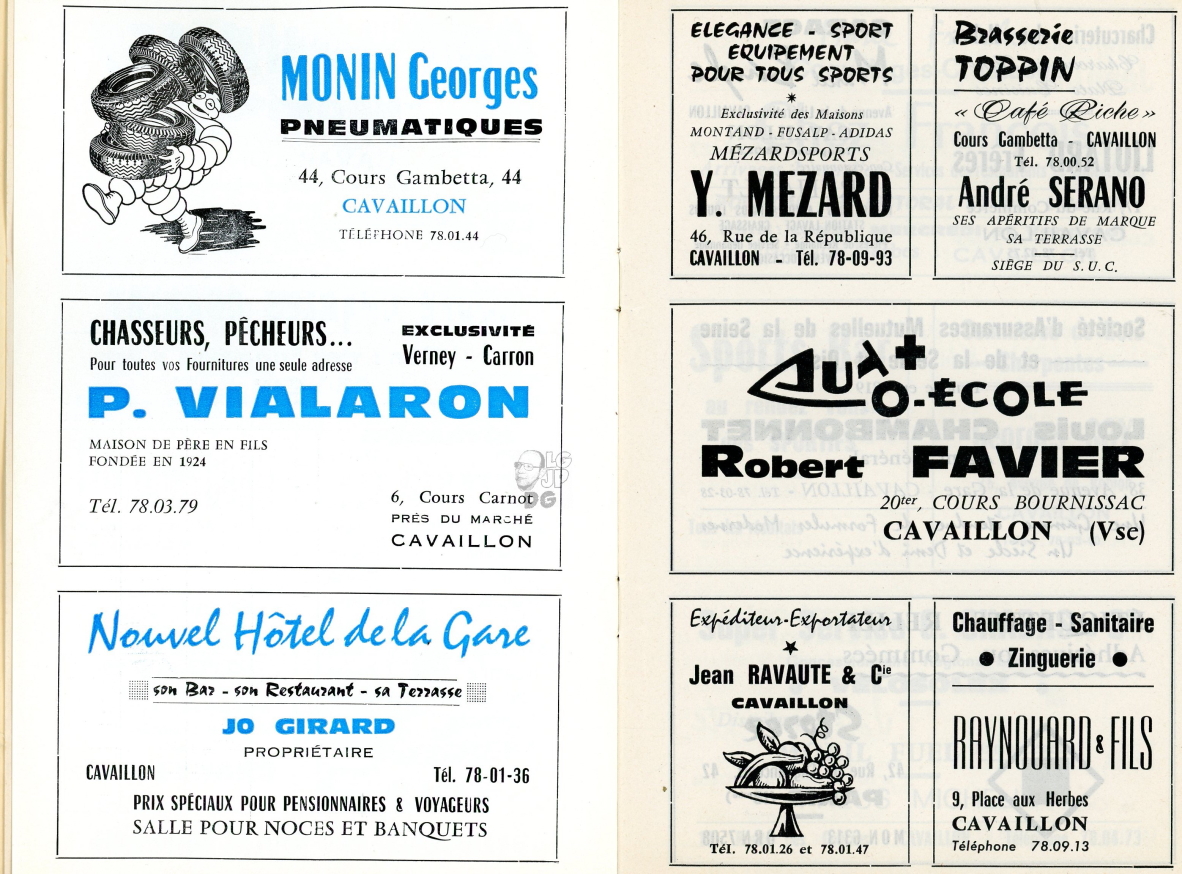 MONIN Georges
PNEUMATIQUES
44, Cours Gambetta, 44
CAVAILLON
TÉLÉPHONE 78.01.44
CHASSEURS, PÊCHEURS...
Pour toutes vos Fournitures une seule adresse
EXCLUSIVITÉ
Verney - Carron
P. VIALARON
MAISON DE PÈRE EN FILS
FONDÉE EN 1924
Tél. 78.03.79
6, Cours Carnot
PRÉS DU MARCHÉ
CAVAILLON
LG
JD
DG
Nouvel Hôtel de la Gare
son Bar - son Restaurant - sa Terrasse
JO GIRARD
PROPRIÉTAIRE
CAVAILLON Tél. 78-01-36
PRIX SPÉCIAUX POUR PENSIONNAIRES & VOYAGEURS
SALLE POUR NOCES ET BANQUETS
ELEGANCE - SPORT
EQUIPEMENT
POUR TOUS SPORTS
Exclusivité des Maisons
MONTAND - FUSALP - ADIDAS
MÉZARDSPORTS
Y. MEZARD
46, Rue de la République
CAVAILLON - Tél. 78-09-93
Brasserie
TOPPIN
« Café Riche »
Cours Gambetta - CAVAILLON
Tél. 78.00.52
André SERANO
SES APÉRITIFS DE MARQUE
SA TERRASSE
SIÈGE DU S.U.C.
AUTO-ÉCOLE
Robert FAVIER
20ter, COURS BOURNISSAC
CAVAILLON (Vse)
Expéditeur-Exportateur
Jean RAVAUTE & Cie
CAVAILLON
Tél. 78.01.26 et 78.01.47
Chauffage - Sanitaire
• Zinguerie •
RAYNOUARD & FILS
9, Place aux Herbes
CAVAILLON
Téléphone 78.09.13